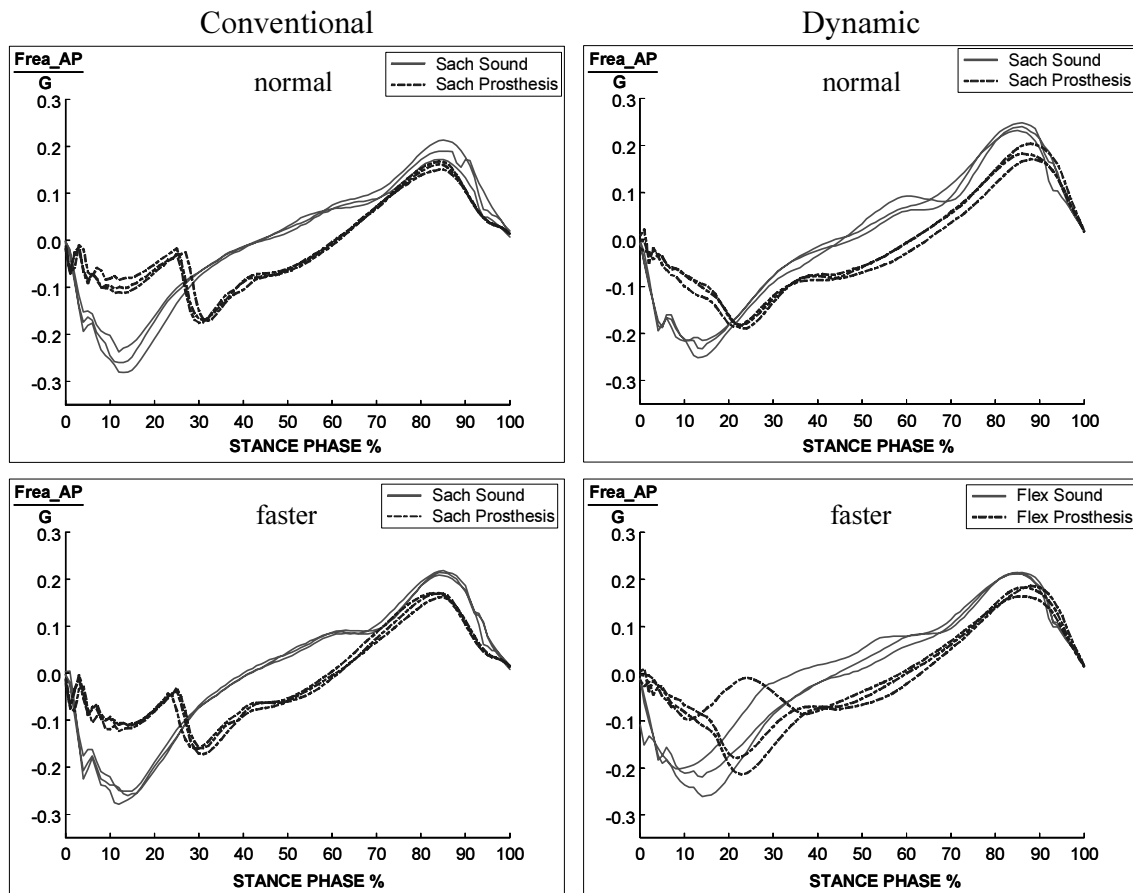 Conventional
Dynamic
Frea_AP
G
normal
Sach Sound
Sach Prosthesis
0.3
0.2
0.1
0.0
-0.1
-0.2
-0.3
0 10 20 30 40 50 60 70 80 90 100
STANCE PHASE %
Frea_AP
G
normal
Sach Sound
Sach Prosthesis
0.3
0.2
0.1
0.0
-0.1
-0.2
-0.3
0 10 20 30 40 50 60 70 80 90 100
STANCE PHASE %
Frea_AP
G
faster
Sach Sound
Sach Prosthesis
0.3
0.2
0.1
0.0
-0.1
-0.2
-0.3
0 10 20 30 40 50 60 70 80 90 100
STANCE PHASE %
Frea_AP
G
faster
Flex Sound
Flex Prosthesis
0.3
0.2
0.1
0.0
-0.1
-0.2
-0.3
0 10 20 30 40 50 60 70 80 90 100
STANCE PHASE %